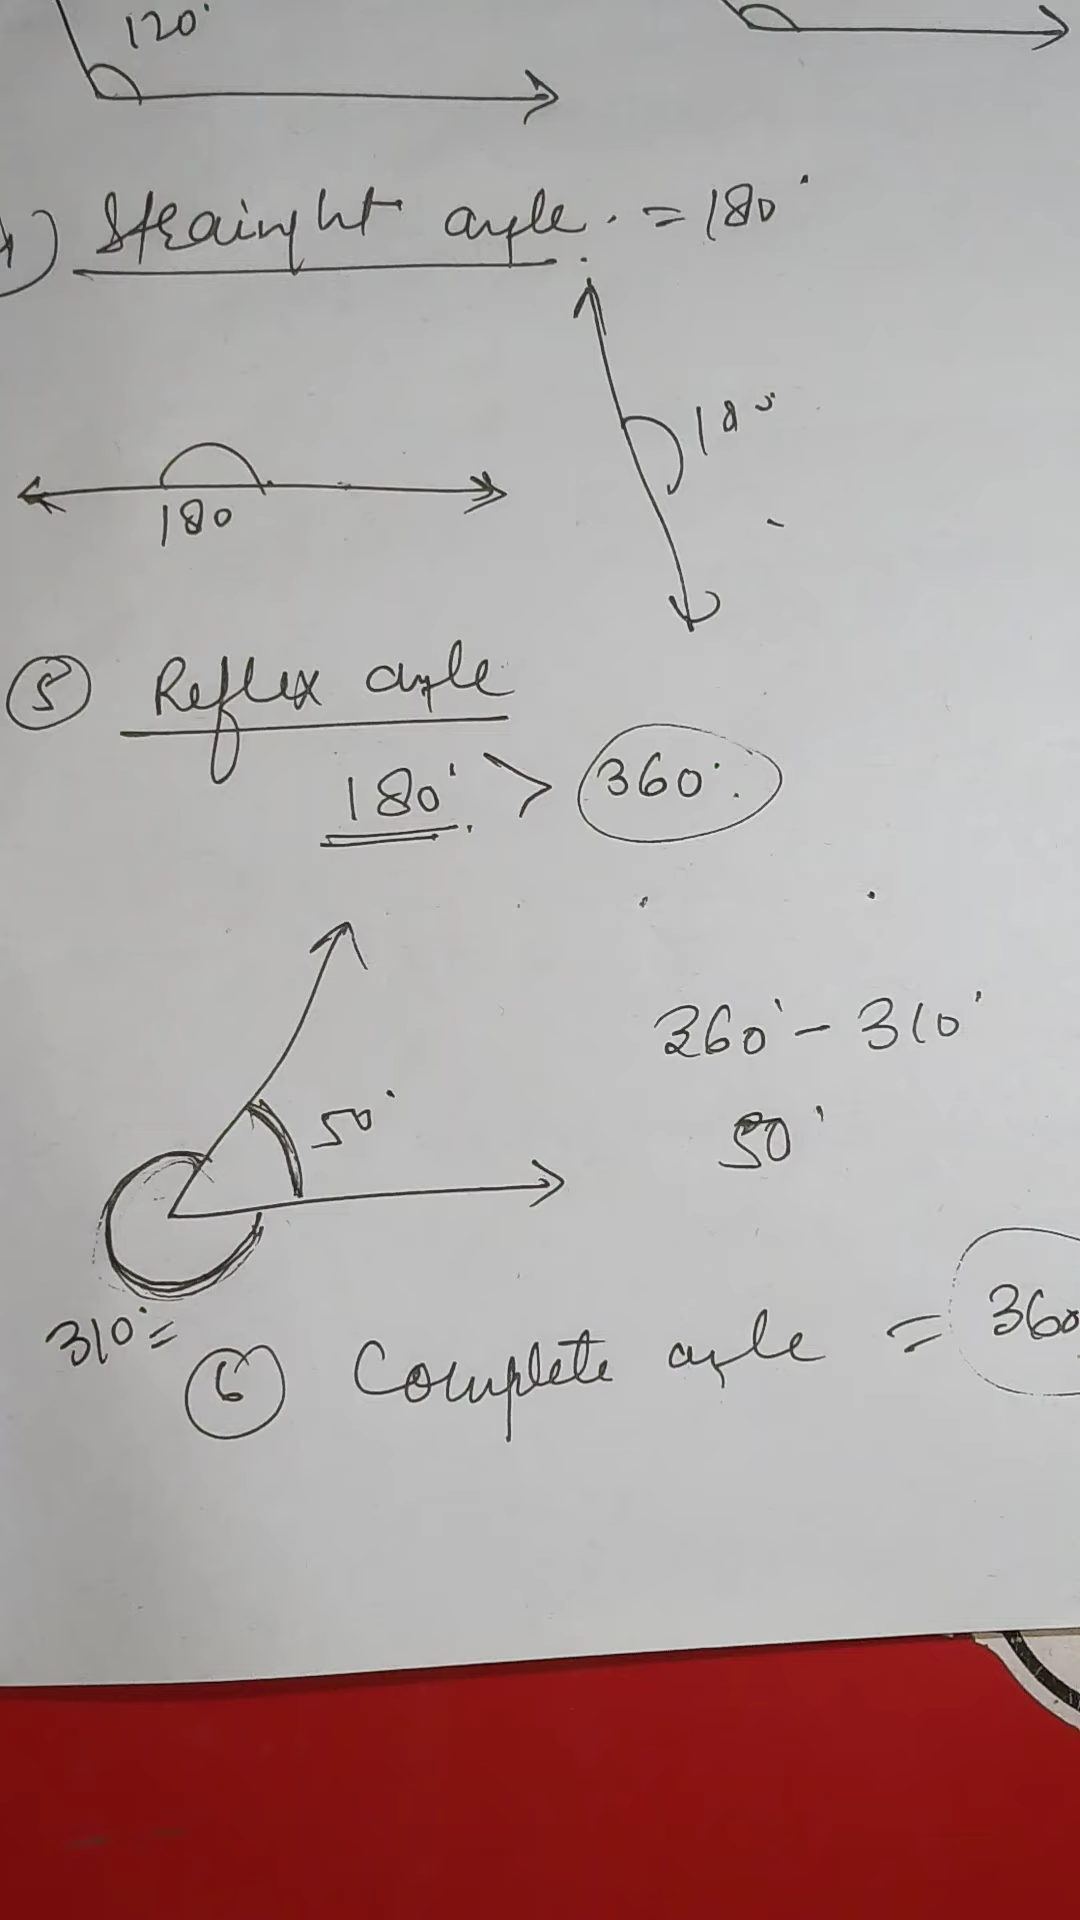 120°
4) Strainght angle. = 180°
180°
180
5 Reflex angle
180° > 360°
360° - 310°
50°
50°
310° =
6 Complete angle = 360